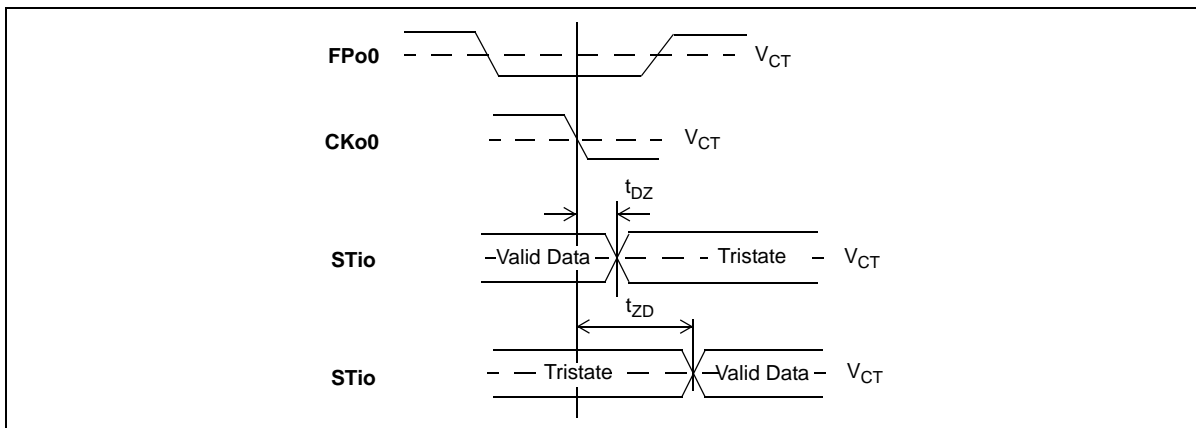 FPo0
V_CT
CKo0
V_CT
t_DZ
STio
Valid Data
Tristate
V_CT
t_ZD
STio
Tristate
Valid Data
V_CT